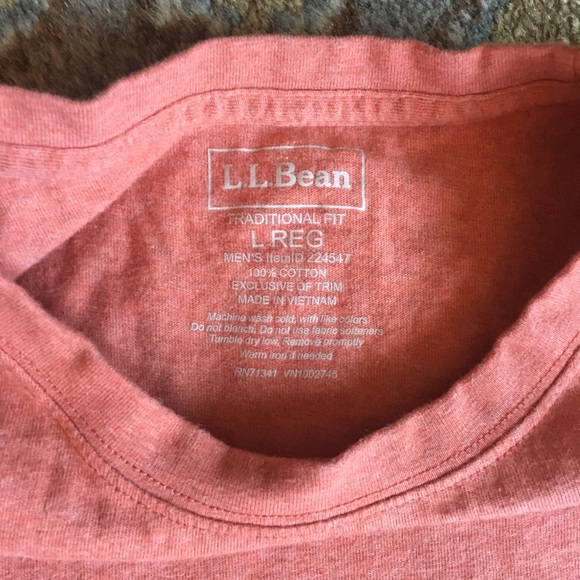 L.L.Bean
TRADITIONAL FIT
L REG
MEN'S ItemID 224547
100% COTTON
EXCLUSIVE OF TRIM
MADE IN VIETNAM
Machine wash cold, with like colors
Do not bleach, Do not use fabric softeners
Tumble dry low, Remove promptly
Warm iron if needed
RN71341 VN1002745